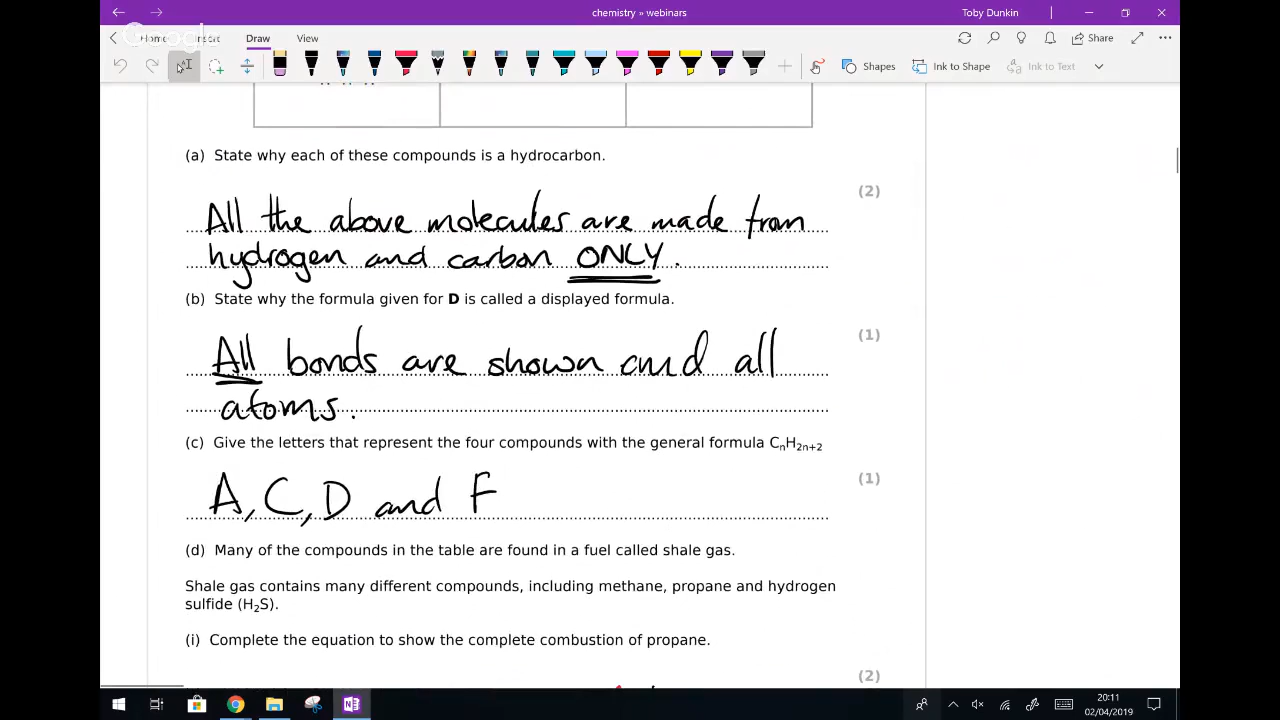 chemistry » webinars
Toby Dunkin
Google
Home Insert Draw View
Share
Shapes Ink to Shape Ink to Text
(a) State why each of these compounds is a hydrocarbon.
(2)
All the above molecules are made from
hydrogen and carbon ONLY.
(b) State why the formula given for D is called a displayed formula.
(1)
All bonds are shown and all
atoms.
(c) Give the letters that represent the four compounds with the general formula CₙH₂ₙ₊₂
(1)
A, C, D and F
(d) Many of the compounds in the table are found in a fuel called shale gas.
Shale gas contains many different compounds, including methane, propane and hydrogen
sulfide (H₂S).
(i) Complete the equation to show the complete combustion of propane.
(2)
20:11
02/04/2019